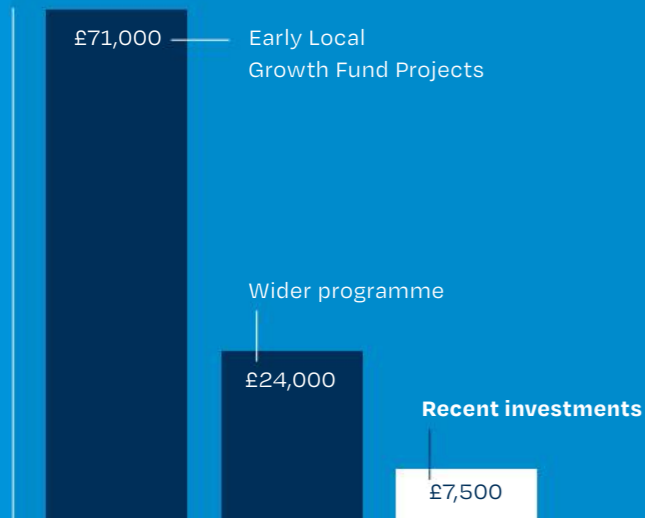 £71,000
Early Local
Growth Fund Projects
Wider programme
£24,000
Recent investments
£7,500